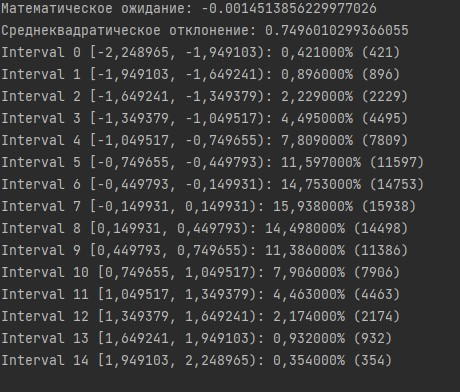 Математическое ожидание: -0.0014513856229977026
Среднеквадратическое отклонение: 0.7496010299366055
Interval 0 [-2,248965, -1,949103): 0,421000% (421)
Interval 1 [-1,949103, -1,649241): 0,896000% (896)
Interval 2 [-1,649241, -1,349379): 2,229000% (2229)
Interval 3 [-1,349379, -1,049517): 4,495000% (4495)
Interval 4 [-1,049517, -0,749655): 7,809000% (7809)
Interval 5 [-0,749655, -0,449793): 11,597000% (11597)
Interval 6 [-0,449793, -0,149931): 14,753000% (14753)
Interval 7 [-0,149931, 0,149931): 15,938000% (15938)
Interval 8 [0,149931, 0,449793): 14,498000% (14498)
Interval 9 [0,449793, 0,749655): 11,386000% (11386)
Interval 10 [0,749655, 1,049517): 7,906000% (7906)
Interval 11 [1,049517, 1,349379): 4,463000% (4463)
Interval 12 [1,349379, 1,649241): 2,174000% (2174)
Interval 13 [1,649241, 1,949103): 0,932000% (932)
Interval 14 [1,949103, 2,248965): 0,354000% (354)